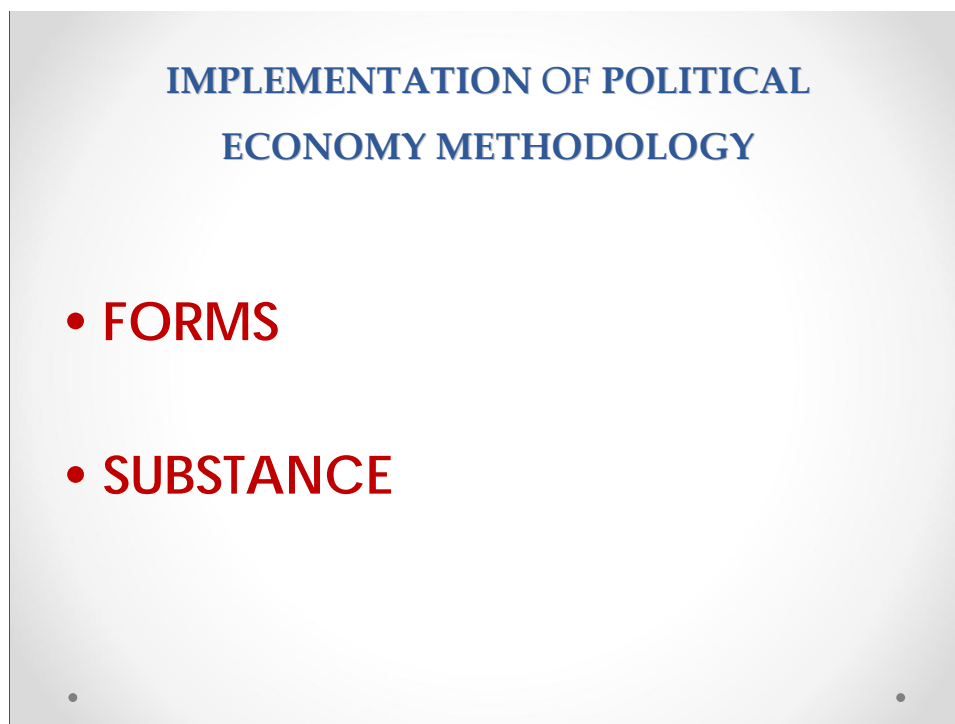 IMPLEMENTATION OF POLITICAL
ECONOMY METHODOLOGY
• FORMS
• SUBSTANCE